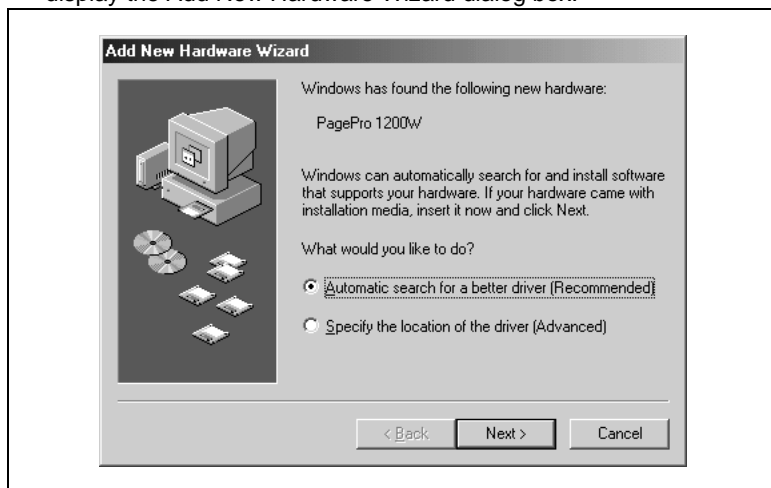 display the Add New Hardware Wizard dialog box.
Add New Hardware Wizard
Windows has found the following new hardware:
PagePro 1200W
Windows can automatically search for and install software
that supports your hardware. If your hardware came with
installation media, insert it now and click Next.
What would you like to do?
Automatic search for a better driver (Recommended)
Specify the location of the driver (Advanced)
< Back
Next >
Cancel